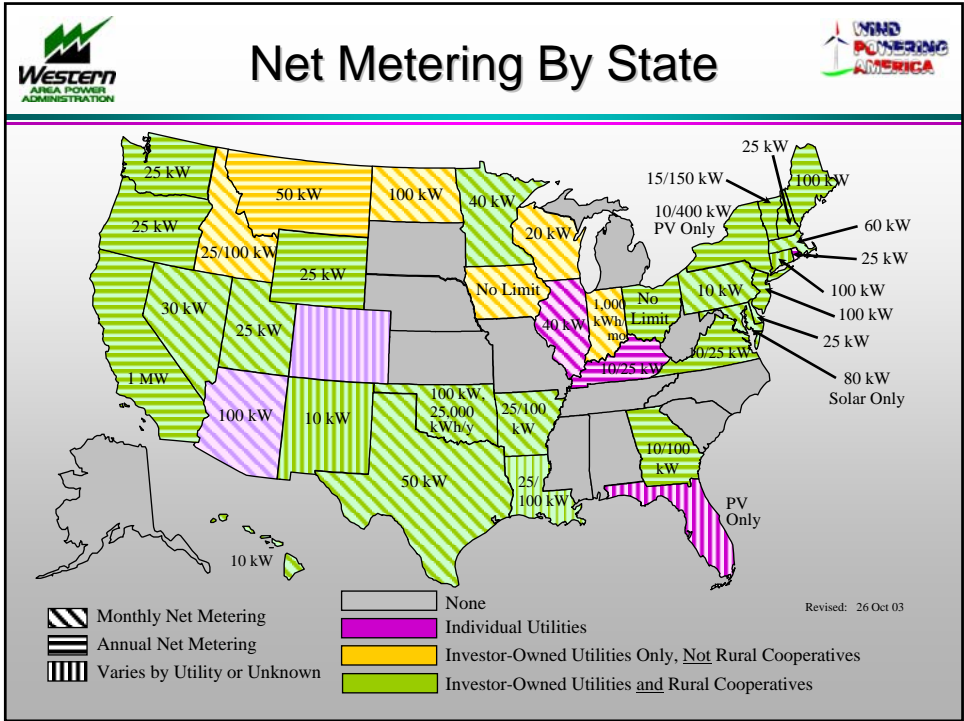 Western
AREA POWER
ADMINISTRATION
Net Metering By State
WIND
POWERING
AMERICA
25 kW
25 kW
50 kW
100 kW
40 kW
25 kW
15/150 kW
100 kW
10/400 kW
PV Only
60 kW
25 kW
25/100 kW
25 kW
20 kW
No Limit
30 kW
25 kW
40 kW
1,000
kWh/
mo
No
Limit
10 kW
100 kW
100 kW
25 kW
10/25 kW
10/25 kW
80 kW
Solar Only
1 MW
100 kW
10 kW
100 kW,
25,000
kWh/y
25/100
kW
10/100
kW
50 kW
25/
100 kW
PV
Only
10 kW
Monthly Net Metering
Annual Net Metering
Varies by Utility or Unknown
None
Individual Utilities
Investor-Owned Utilities Only, Not Rural Cooperatives
Investor-Owned Utilities and Rural Cooperatives
Revised: 26 Oct 03